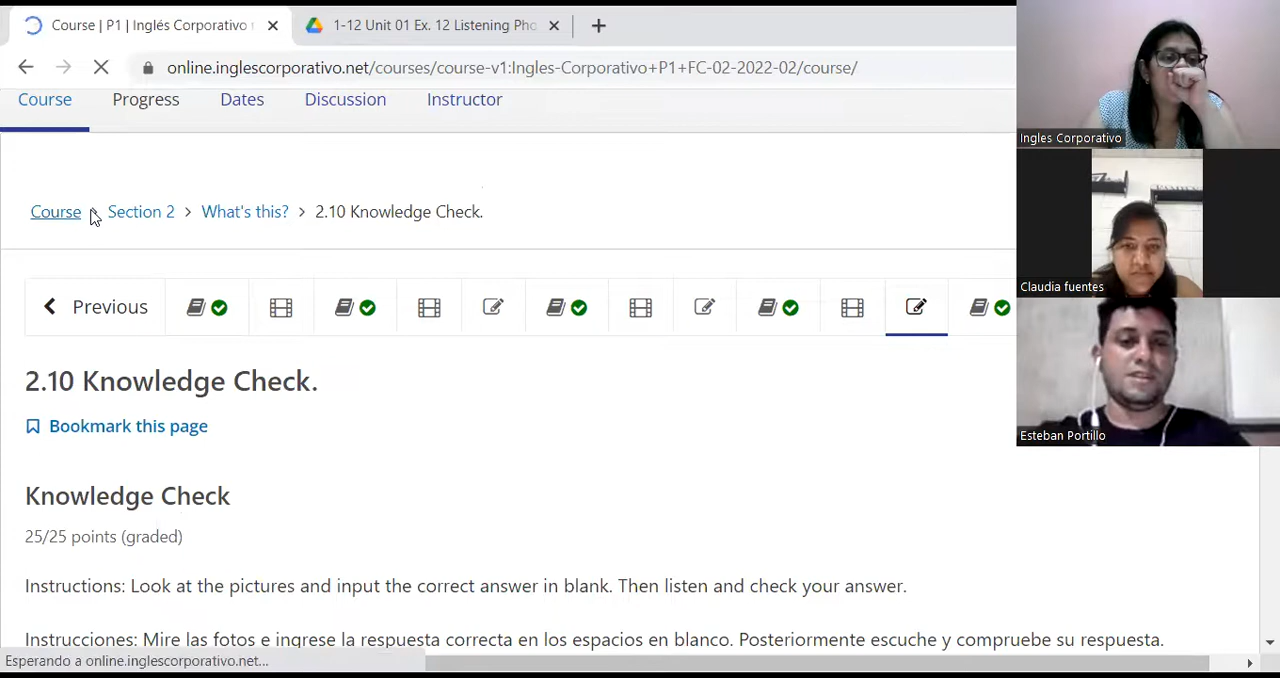 Course | P1 | Inglés Corporativo
1-12 Unit 01 Ex. 12 Listening Pho
online.inglescorporativo.net/courses/course-v1:Ingles-Corporativo+P1+FC-02-2022-02/course/
Course Progress Dates Discussion Instructor
Course > Section 2 > What's this? > 2.10 Knowledge Check.
Previous
2.10 Knowledge Check.
Bookmark this page
Knowledge Check
25/25 points (graded)
Instructions: Look at the pictures and input the correct answer in blank. Then listen and check your answer.
Instrucciones: Mire las fotos e ingrese la respuesta correcta en los espacios en blanco. Posteriormente escuche y compruebe su respuesta.
Esperando a online.inglescorporativo.net...
Ingles Corporativo
Claudia fuentes
Esteban Portillo